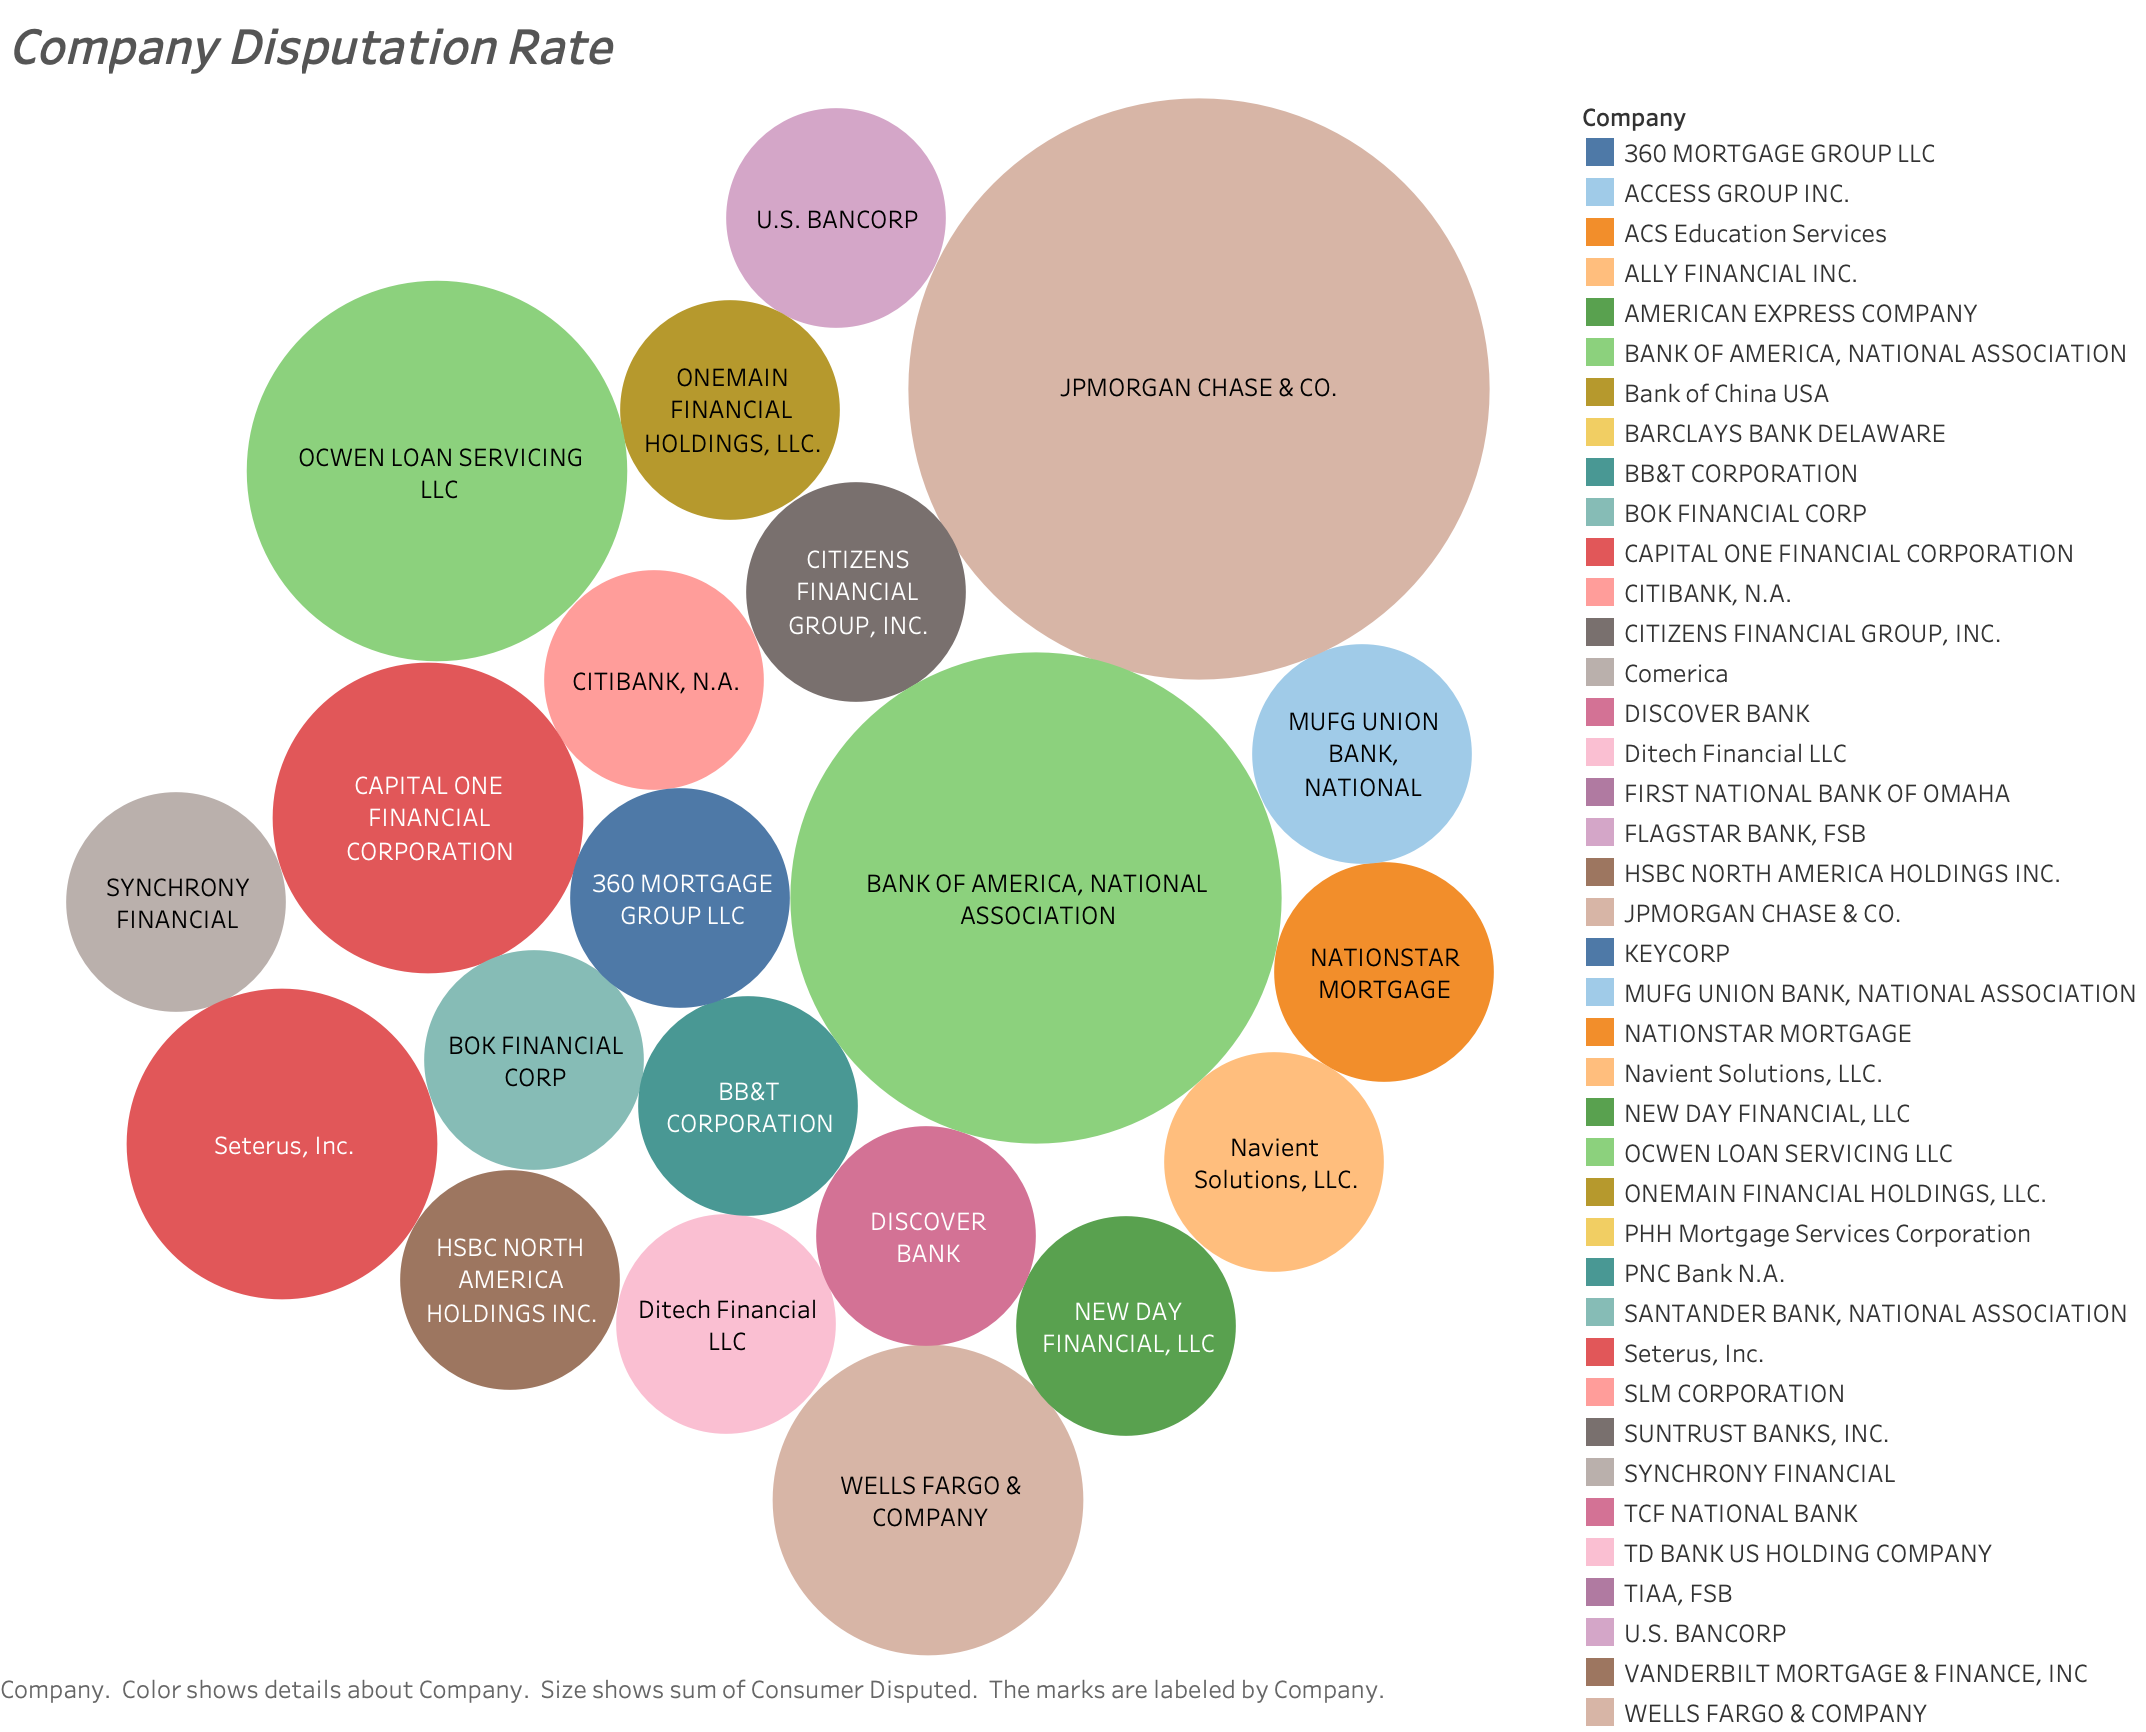 Company Disputation Rate
U.S. BANCORP
JPMORGAN CHASE & CO.
ONEMAIN
FINANCIAL
HOLDINGS, LLC.
OCWEN LOAN SERVICING
LLC
CITIZENS
FINANCIAL
GROUP, INC.
CITIBANK, N.A.
MUFG UNION
BANK,
NATIONAL
CAPITAL ONE
FINANCIAL
CORPORATION
SYNCHRONY
FINANCIAL
360 MORTGAGE
GROUP LLC
BANK OF AMERICA, NATIONAL
ASSOCIATION
NATIONSTAR
MORTGAGE
BOK FINANCIAL
CORP
BB&T
CORPORATION
Seterus, Inc.
Navient
Solutions, LLC.
DISCOVER
BANK
HSBC NORTH
AMERICA
HOLDINGS INC.
Ditech Financial
LLC
NEW DAY
FINANCIAL, LLC
WELLS FARGO &
COMPANY
Company
360 MORTGAGE GROUP LLC
ACCESS GROUP INC.
ACS Education Services
ALLY FINANCIAL INC.
AMERICAN EXPRESS COMPANY
BANK OF AMERICA, NATIONAL ASSOCIATION
Bank of China USA
BARCLAYS BANK DELAWARE
BB&T CORPORATION
BOK FINANCIAL CORP
CAPITAL ONE FINANCIAL CORPORATION
CITIBANK, N.A.
CITIZENS FINANCIAL GROUP, INC.
Comerica
DISCOVER BANK
Ditech Financial LLC
FIRST NATIONAL BANK OF OMAHA
FLAGSTAR BANK, FSB
HSBC NORTH AMERICA HOLDINGS INC.
JPMORGAN CHASE & CO.
KEYCORP
MUFG UNION BANK, NATIONAL ASSOCIATION
NATIONSTAR MORTGAGE
Navient Solutions, LLC.
NEW DAY FINANCIAL, LLC
OCWEN LOAN SERVICING LLC
ONEMAIN FINANCIAL HOLDINGS, LLC.
PHH Mortgage Services Corporation
PNC Bank N.A.
SANTANDER BANK, NATIONAL ASSOCIATION
Seterus, Inc.
SLM CORPORATION
SUNTRUST BANKS, INC.
SYNCHRONY FINANCIAL
TCF NATIONAL BANK
TD BANK US HOLDING COMPANY
TIAA, FSB
U.S. BANCORP
VANDERBILT MORTGAGE & FINANCE, INC
WELLS FARGO & COMPANY
Company.  Color shows details about Company.  Size shows sum of Consumer Disputed.  The marks are labeled by Company.